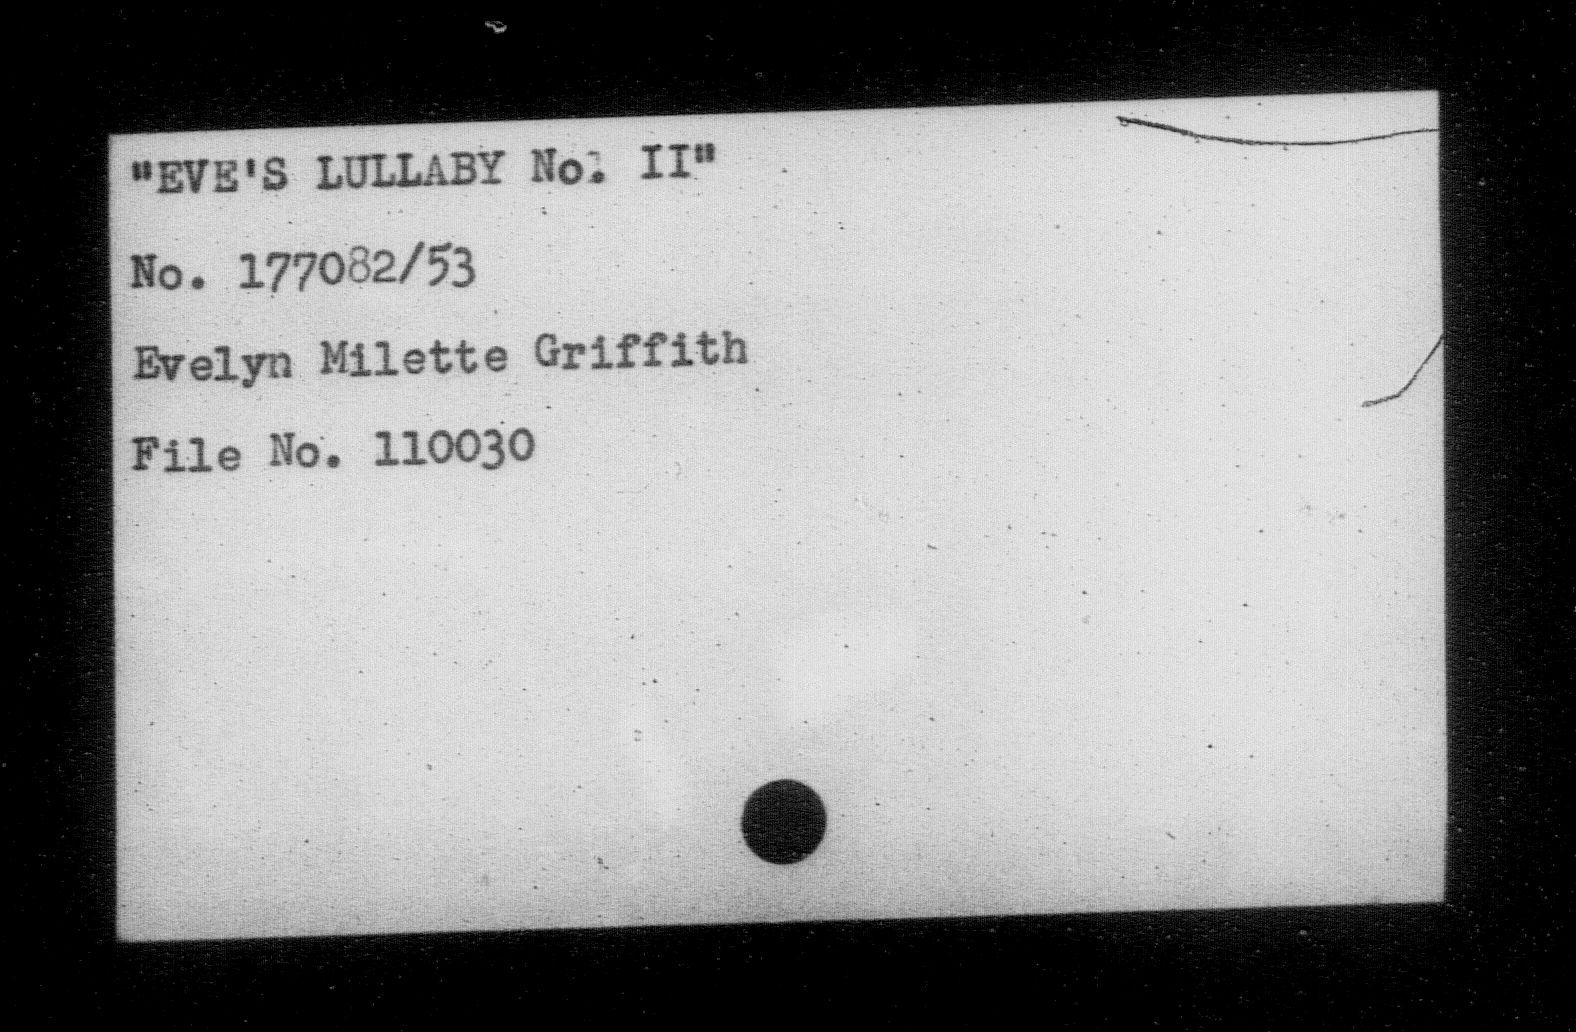 "EVE'S LULLABY No. II"
No. 177082/53
Evelyn Milette Griffith
File No. 110030